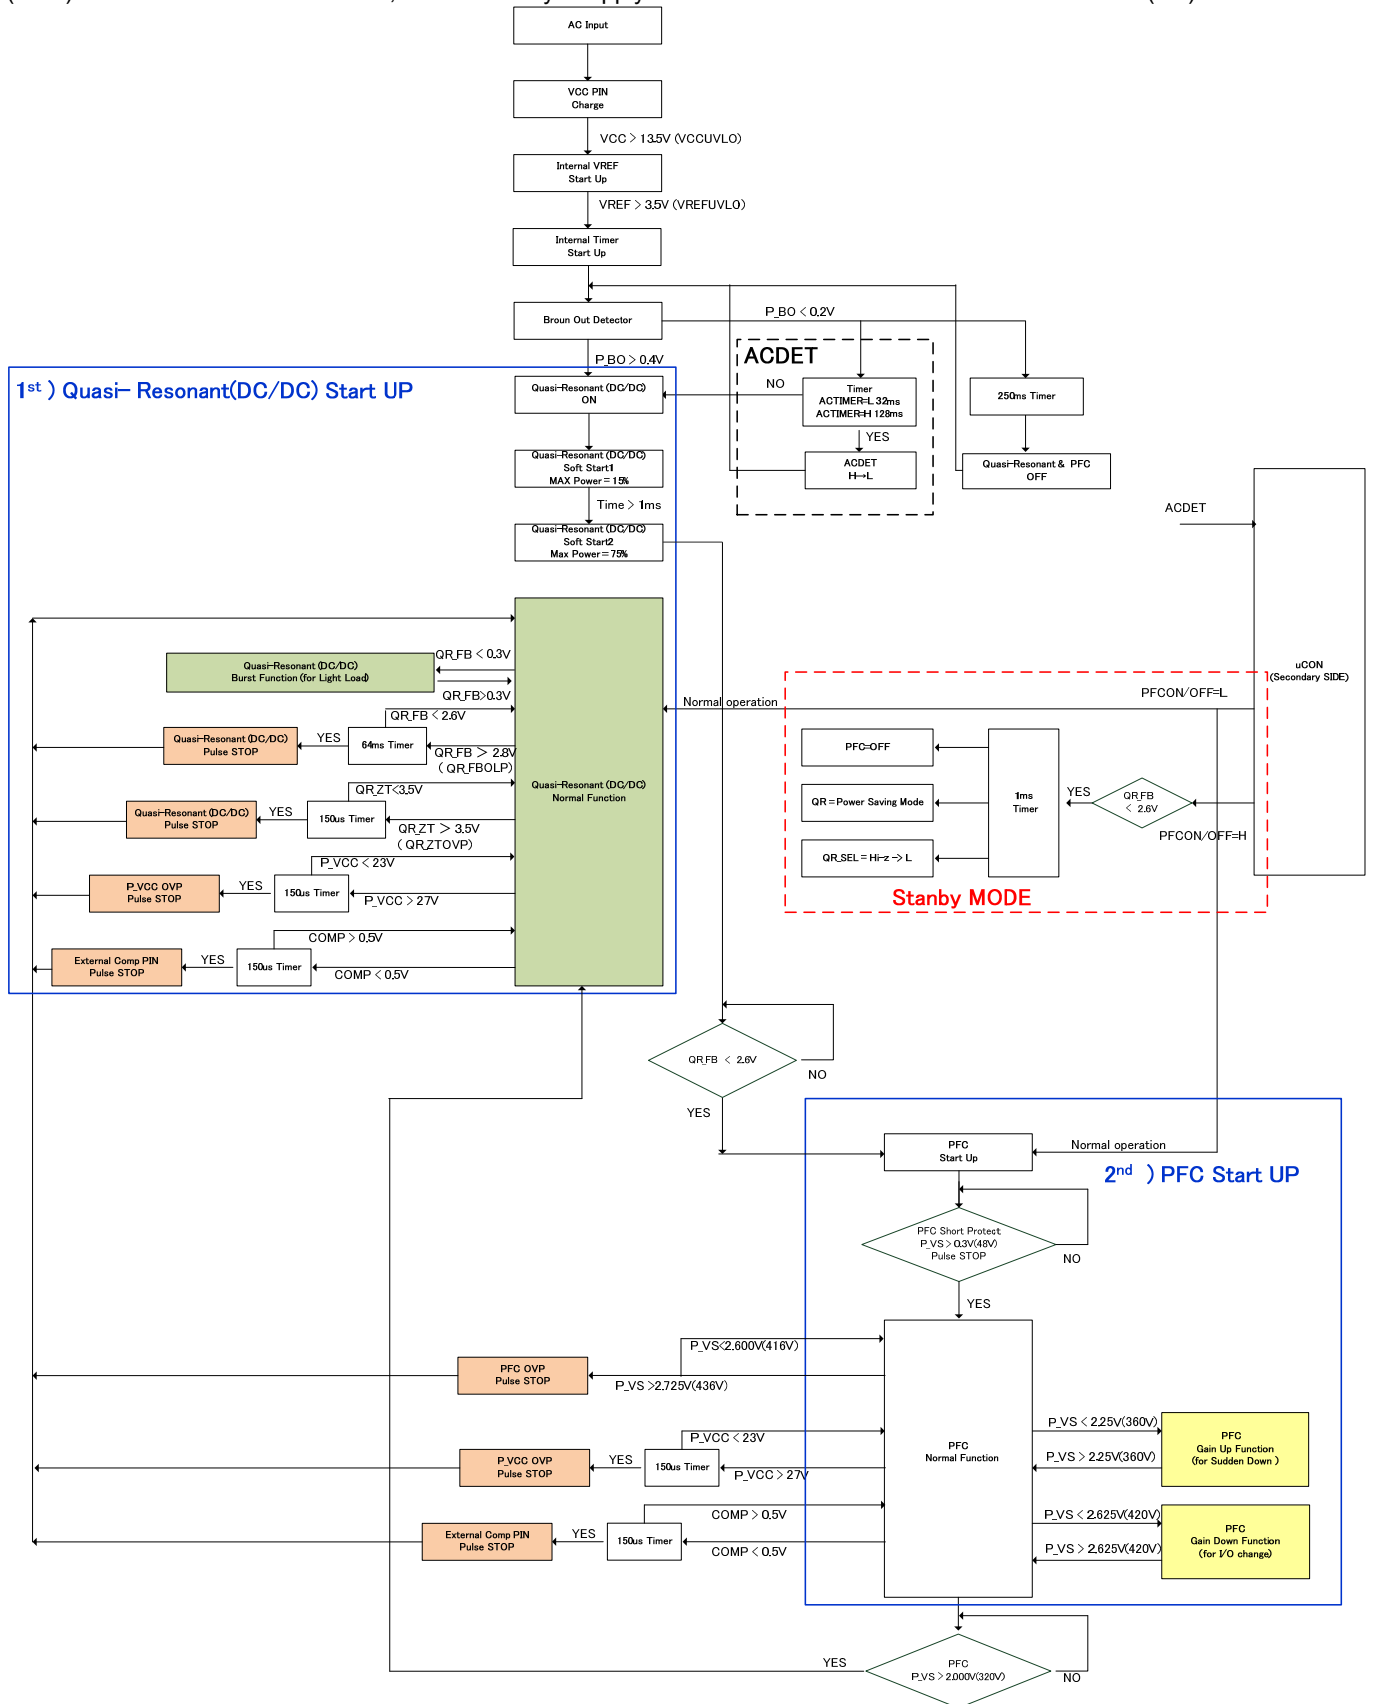 AC Input
VCC PIN
Charge
VCC > 13.5V (VCCUVLO)
Internal VREF
Start Up
VREF > 3.5V (VREFUVLO)
Internal Timer
Start Up
Broun Out Detector
P_BO < 0.2V
P_BO > 0.4V
ACDET
NO
Timer
ACTIMER=L 32ms
ACTIMER=H 128ms
YES
ACDET
H→L
250ms Timer
Quasi-Resonant & PFC
OFF
1st ) Quasi- Resonant(DC/DC) Start UP
Quasi-Resonant (DC/DC)
ON
Quasi-Resonant (DC/DC)
Soft Start1
MAX Power = 15%
Time > 1ms
Quasi-Resonant (DC/DC)
Soft Start2
Max Power = 75%
ACDET
uCON
(Secondary SIDE)
Quasi-Resonant (DC/DC)
Burst Function (for Light Load)
QR_FB < 0.3V
QR_FB>0.3V
QR_FB < 2.6V
Quasi-Resonant (DC/DC)
Pulse STOP
YES
64ms Timer
QR_FB > 2.8V
( QR_FBOLP)
QR_ZT<3.5V
Quasi-Resonant (DC/DC)
Pulse STOP
YES
150us Timer
QR_ZT > 3.5V
( QR_ZTOVP)
P_VCC < 23V
P_VCC OVP
Pulse STOP
YES
150us Timer
P_VCC > 27V
COMP > 0.5V
External Comp PIN
Pulse STOP
YES
150us Timer
COMP < 0.5V
Quasi-Resonant (DC/DC)
Normal Function
Normal operation
PFCON/OFF=L
PFC=OFF
QR = Power Saving Mode
QR_SEL = Hi-z -> L
1ms
Timer
YES
QR_FB
< 2.6V
PFCON/OFF=H
Stanby MODE
QR_FB < 2.6V
NO
YES
PFC
Start Up
Normal operation
2nd ) PFC Start UP
PFC Short Protect
P_VS > 0.3V(48V)
Pulse STOP
NO
YES
P_VS<2.600V(416V)
PFC OVP
Pulse STOP
P_VS >2.725V(436V)
P_VCC < 23V
P_VCC OVP
Pulse STOP
YES
150us Timer
P_VCC > 27V
COMP > 0.5V
External Comp PIN
Pulse STOP
YES
150us Timer
COMP < 0.5V
PFC
Normal Function
P_VS < 2.25V(360V)
P_VS > 2.25V(360V)
PFC
Gain Up Function
(for Sudden Down )
P_VS < 2.625V(420V)
P_VS > 2.625V(420V)
PFC
Gain Down Function
(for I/O change)
YES
PFC
P_VS > 2.000V(320V)
NO